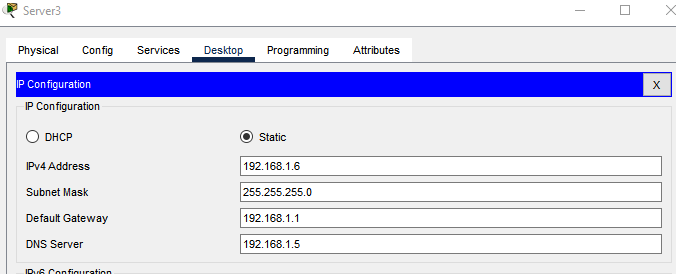 Server3
Physical Config Services Desktop Programming Attributes
IP Configuration X
IP Configuration
DHCP Static
IPv4 Address 192.168.1.6
Subnet Mask 255.255.255.0
Default Gateway 192.168.1.1
DNS Server 192.168.1.5
IPv6 Configuration